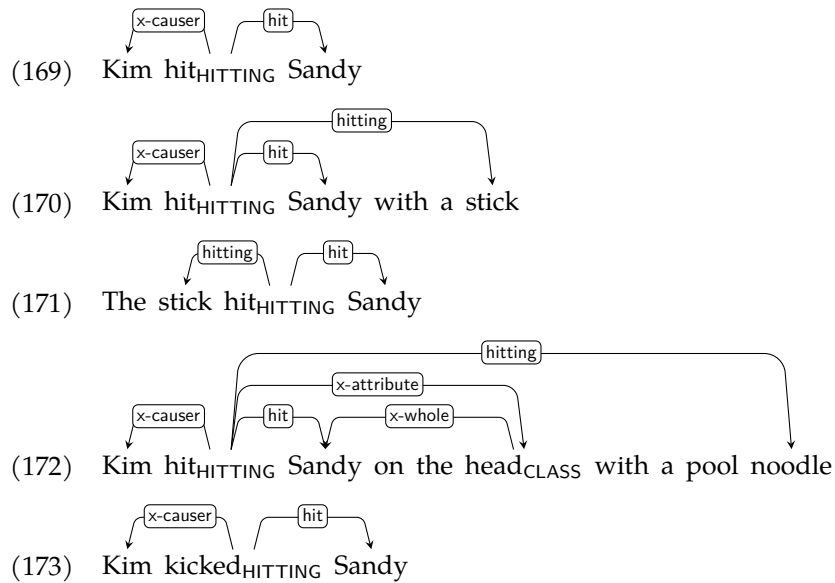 x-causer hit
(169) Kim hitHITTING Sandy
hitting
x-causer hit
(170) Kim hitHITTING Sandy with a stick
hitting hit
(171) The stick hitHITTING Sandy
hitting
x-attribute
x-causer hit x-whole
(172) Kim hitHITTING Sandy on the headCLASS with a pool noodle
x-causer hit
(173) Kim kickedHITTING Sandy